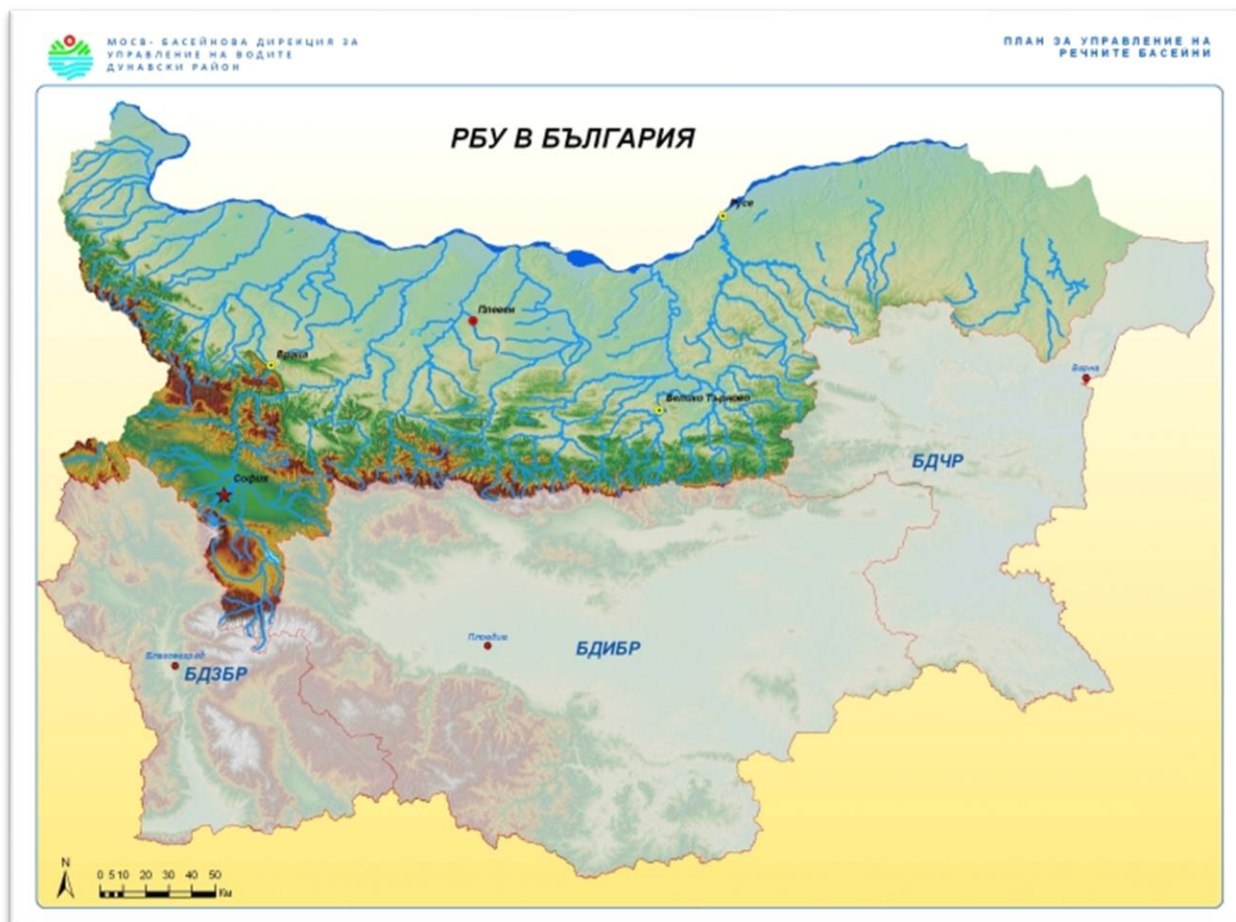 МОСВ- БАСЕЙНОВА ДИРЕКЦИЯ ЗА
УПРАВЛЕНИЕ НА ВОДИТЕ
ДУНАВСКИ РАЙОН
ПЛАН ЗА УПРАВЛЕНИЕ НА
РЕЧНИТЕ БАСЕЙНИ
РБУ В БЪЛГАРИЯ
Русе
Плевен
Враца
Варна
Велико Търново
БДЧР
София
Пловдив
БДИБР
Благоевград
БДЗБР
N
0 5 10 20 30 40 50
Км